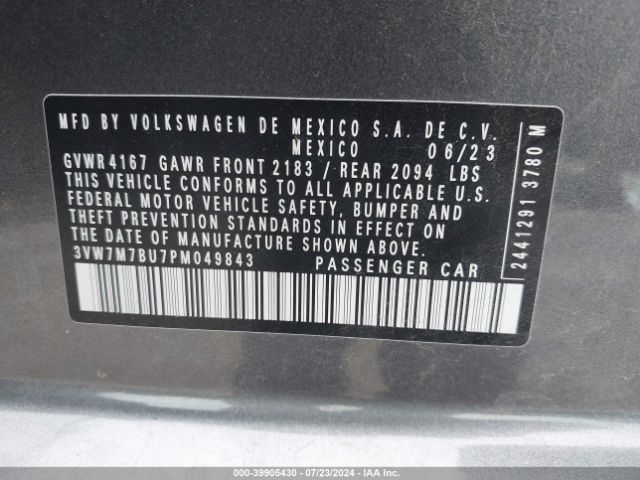 MFD BY VOLKSWAGEN DE MEXICO S.A. DE C.V.
MEXICO 06/23
GVWR4167 GAWR FRONT 2183 / REAR 2094 LBS
THIS VEHICLE CONFORMS TO ALL APPLICABLE U.S.
FEDERAL MOTOR VEHICLE SAFETY, BUMPER AND
THEFT PREVENTION STANDARDS IN EFFECT ON
THE DATE OF MANUFACTURE SHOWN ABOVE.
3VW7M7BU7PM049843 PASSENGER CAR
2441291 3780 M
000-39905430 - 07/23/2024 - IAA Inc.